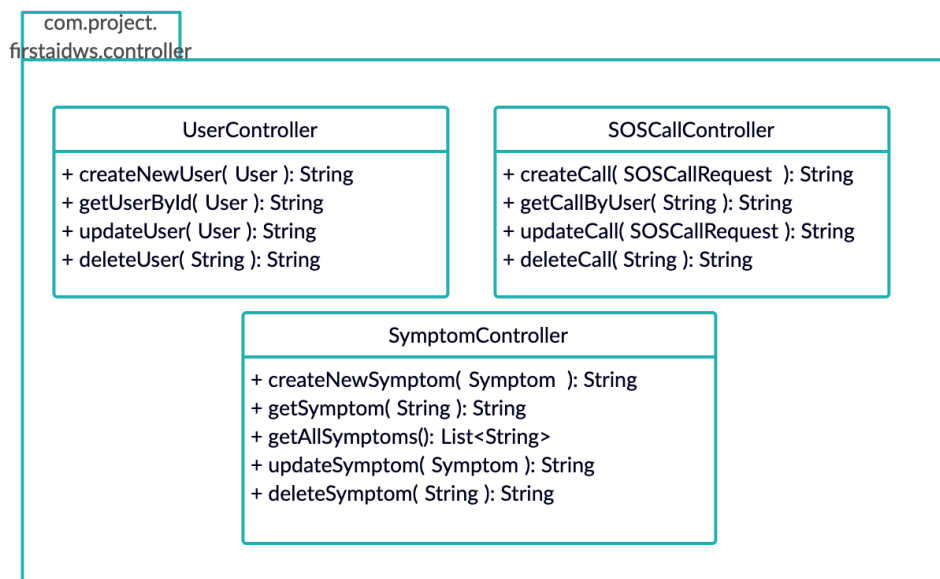 com.project.
firstaidws.controller
UserController
+ createNewUser( User ): String
+ getUserById( User ): String
+ updateUser( User ): String
+ deleteUser( String ): String
SOSCallController
+ createCall( SOSCallRequest  ): String
+ getCallByUser( String ): String
+ updateCall( SOSCallRequest ): String
+ deleteCall( String ): String
SymptomController
+ createNewSymptom( Symptom  ): String
+ getSymptom( String ): String
+ getAllSymptoms(): List<String>
+ updateSymptom( Symptom ): String
+ deleteSymptom( String ): String